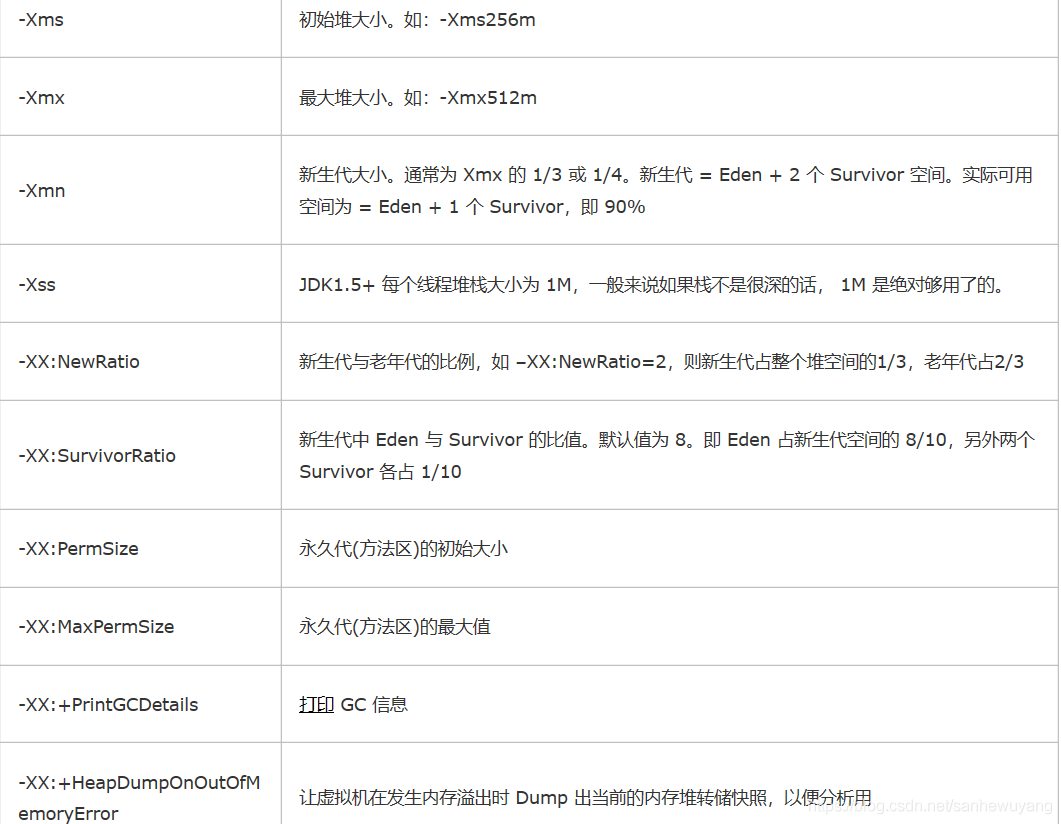 -Xms
初始堆大小。如：-Xms256m
-Xmx
最大堆大小。如：-Xmx512m
-Xmn
新生代大小。通常为 Xmx 的 1/3 或 1/4。新生代 = Eden + 2 个 Survivor 空间。实际可用
空间为 = Eden + 1 个 Survivor，即 90%
-Xss
JDK1.5+ 每个线程堆栈大小为 1M，一般来说如果栈不是很深的话， 1M 是绝对够用了的。
-XX:NewRatio
新生代与老年代的比例，如 –XX:NewRatio=2，则新生代占整个堆空间的1/3，老年代占2/3
-XX:SurvivorRatio
新生代中 Eden 与 Survivor 的比值。默认值为 8。即 Eden 占新生代空间的 8/10，另外两个
Survivor 各占 1/10
-XX:PermSize
永久代(方法区)的初始大小
-XX:MaxPermSize
永久代(方法区)的最大值
-XX:+PrintGCDetails
打印 GC 信息
-XX:+HeapDumpOnOutOfM
emoryError
让虚拟机在发生内存溢出时 Dump 出当前的内存堆转储快照，以便分析用
https://blog.csdn.net/sanhewuyang